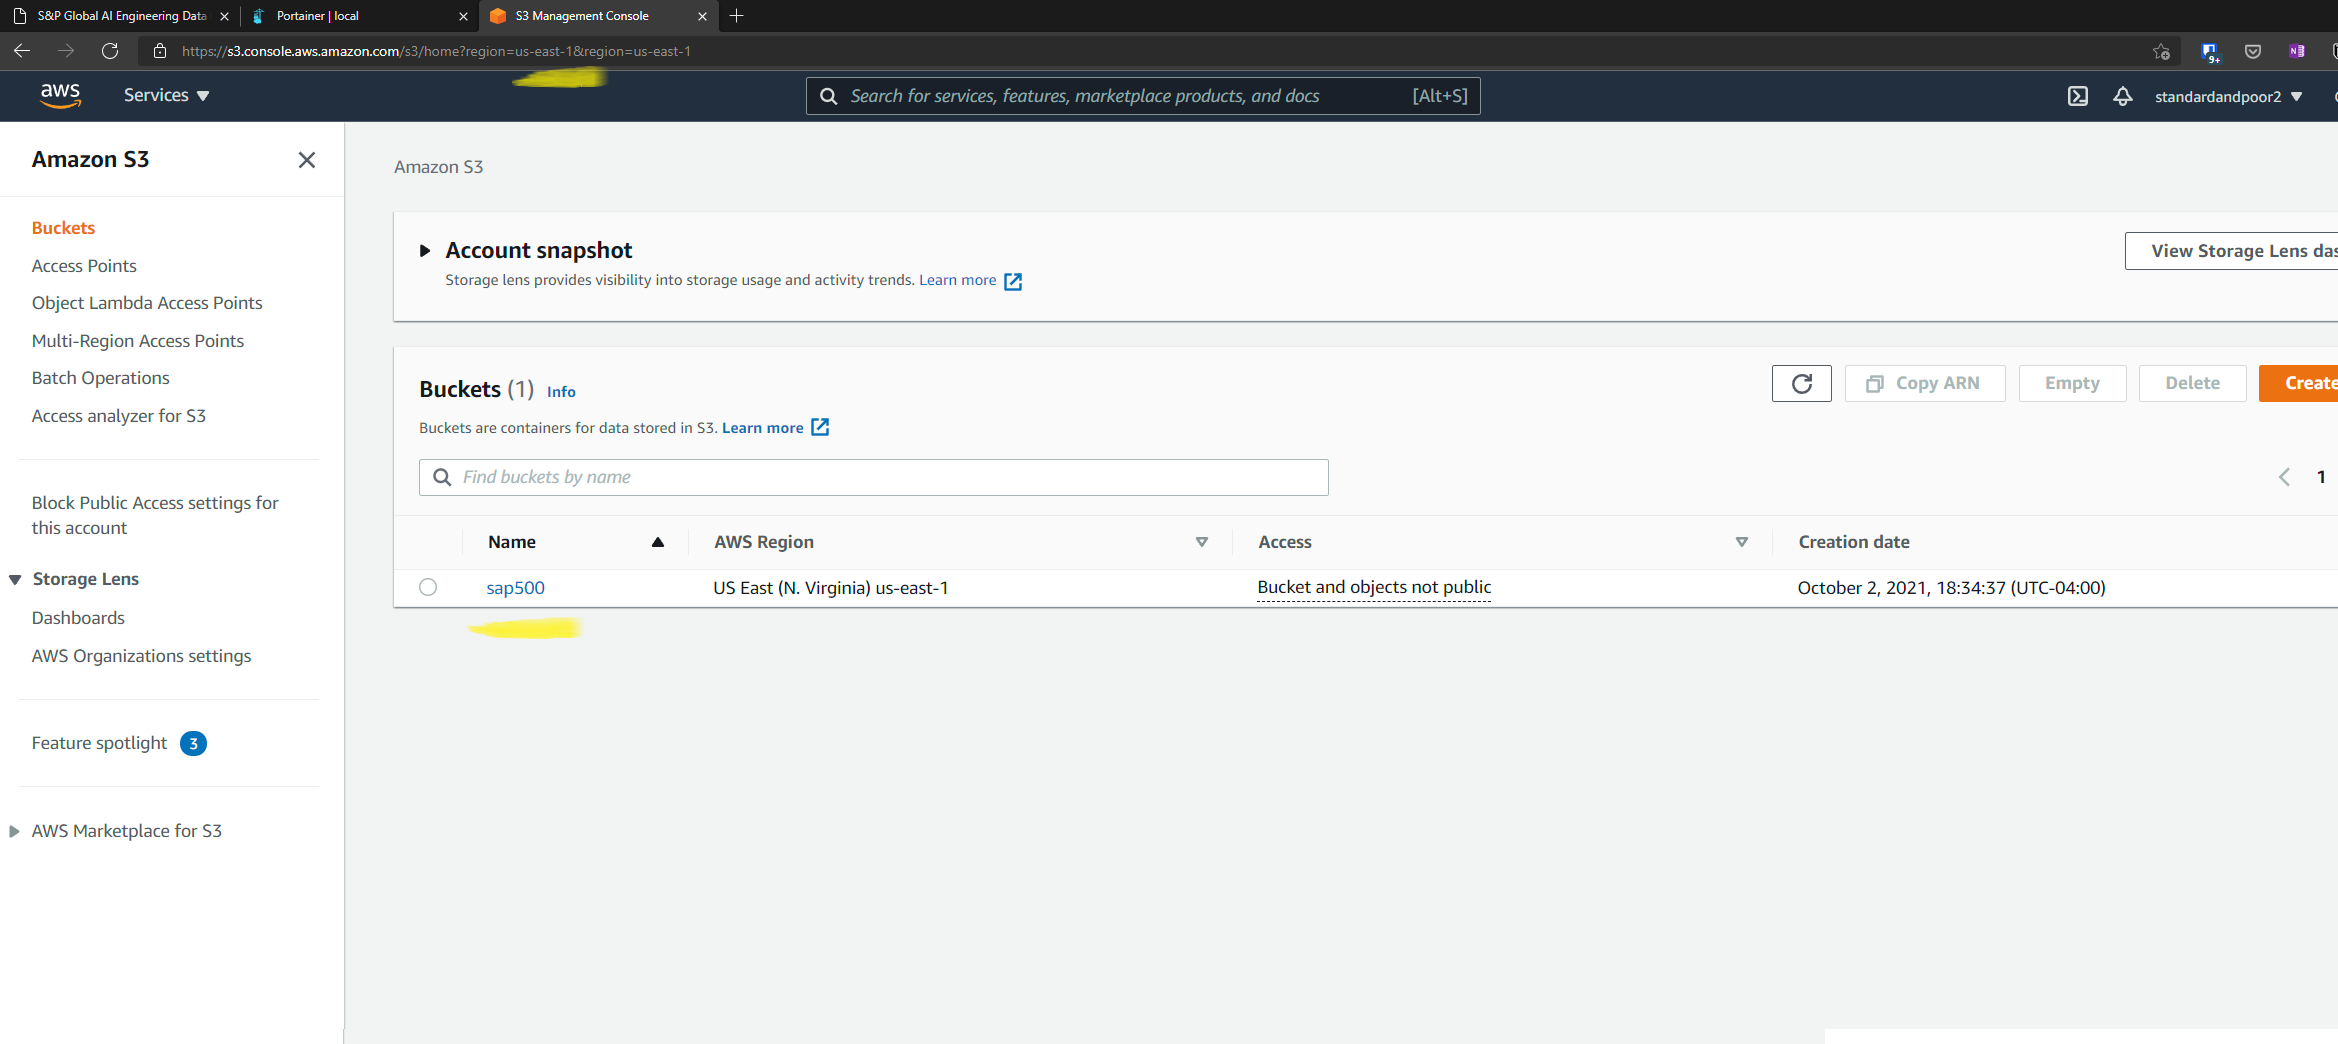 S&P Global AI Engineering Data
Portainer | local
S3 Management Console
https://s3.console.aws.amazon.com/s3/home?region=us-east-1&region=us-east-1
9+
N
aws
Services
Search for services, features, marketplace products, and docs [Alt+S]
standardandpoor2
Amazon S3
Buckets
Access Points
Object Lambda Access Points
Multi-Region Access Points
Batch Operations
Access analyzer for S3
Block Public Access settings for
this account
Storage Lens
Dashboards
AWS Organizations settings
Feature spotlight 3
AWS Marketplace for S3
Amazon S3
Account snapshot
Storage lens provides visibility into storage usage and activity trends. Learn more
View Storage Lens das
Buckets (1) Info
Buckets are containers for data stored in S3. Learn more
Copy ARN
Empty
Delete
Create
Find buckets by name
1
Name AWS Region Access Creation date
sap500 US East (N. Virginia) us-east-1 Bucket and objects not public October 2, 2021, 18:34:37 (UTC-04:00)